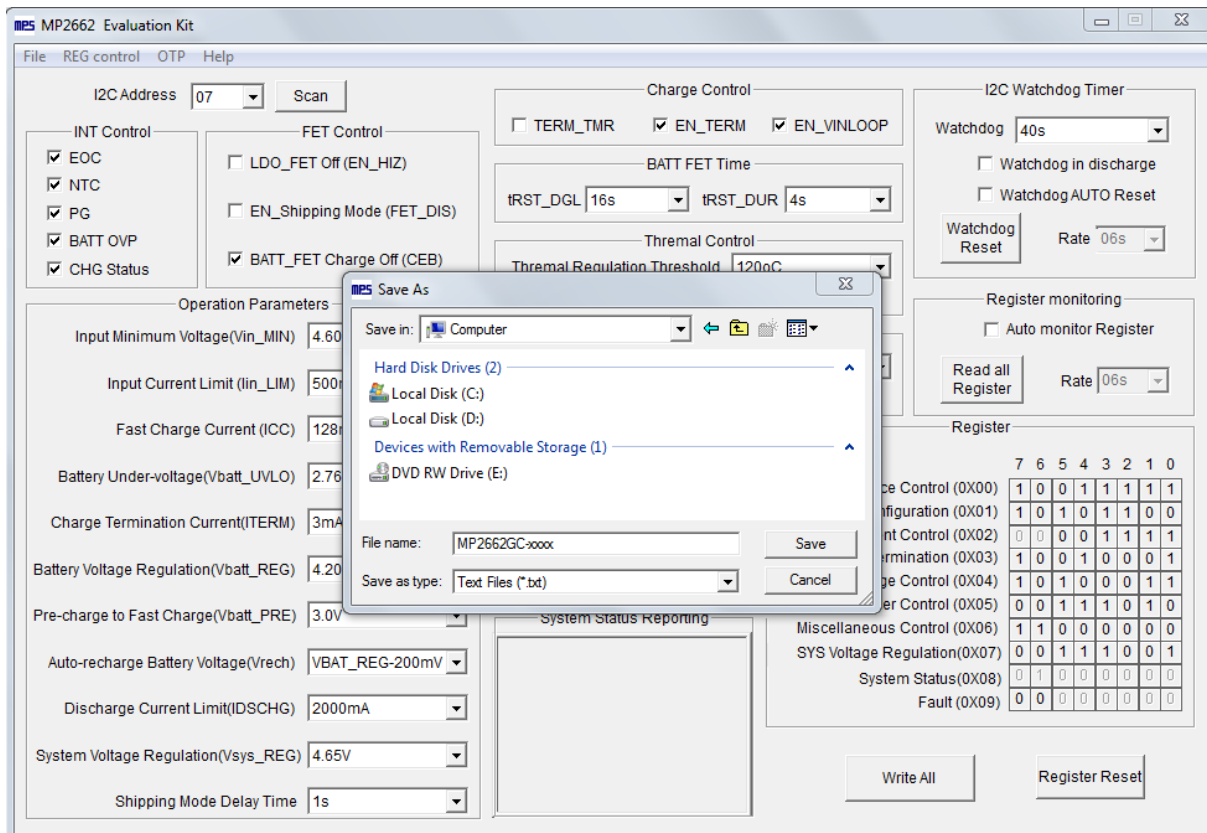 mps MP2662 Evaluation Kit
File REG control OTP Help
I2C Address 07 Scan
INT Control
EOC
NTC
PG
BATT OVP
CHG Status
FET Control
LDO_FET Off (EN_HIZ)
EN_Shipping Mode (FET_DIS)
BATT_FET Charge Off (CEB)
Charge Control
TERM_TMR EN_TERM EN_VINLOOP
BATT FET Time
tRST_DGL 16s tRST_DUR 4s
Thremal Control
Thremal Regulation Threshold 120oC
I2C Watchdog Timer
Watchdog 40s
Watchdog in discharge
Watchdog AUTO Reset
Watchdog Reset Rate 06s
Register monitoring
Auto monitor Register
Read all Register Rate 06s
Operation Parameters
Input Minimum Voltage(Vin_MIN) 4.60
Input Current Limit (Iin_LIM) 500
Fast Charge Current (ICC) 128
Battery Under-voltage(Vbatt_UVLO) 2.76
Charge Termination Current(ITERM) 3mA
Battery Voltage Regulation(Vbatt_REG) 4.20
Pre-charge to Fast Charge(Vbatt_PRE) 3.0V
Auto-recharge Battery Voltage(Vrech) VBAT_REG-200mV
Discharge Current Limit(IDSCHG) 2000mA
System Voltage Regulation(Vsys_REG) 4.65V
Shipping Mode Delay Time 1s
mps Save As
Save in: Computer
Hard Disk Drives (2)
Local Disk (C:)
Local Disk (D:)
Devices with Removable Storage (1)
DVD RW Drive (E:)
File name: MP2662GC-xxxx Save
Save as type: Text Files (*.txt) Cancel
System Status Reporting
Register
7 6 5 4 3 2 1 0
ce Control (0X00) 1 0 0 1 1 1 1 1
nfiguration (0X01) 1 0 1 0 1 1 0 0
nt Control (0X02) 0 0 0 0 1 1 1 1
rmination (0X03) 1 0 0 1 0 0 0 1
ge Control (0X04) 1 0 1 0 0 0 1 1
er Control (0X05) 0 0 1 1 1 0 1 0
Miscellaneous Control (0X06) 1 1 0 0 0 0 0 0
SYS Voltage Regulation(0X07) 0 0 1 1 1 0 0 1
System Status(0X08) 0 1 0 0 0 0 0 0
Fault (0X09) 0 0 0 0 0 0 0 0
Write All Register Reset